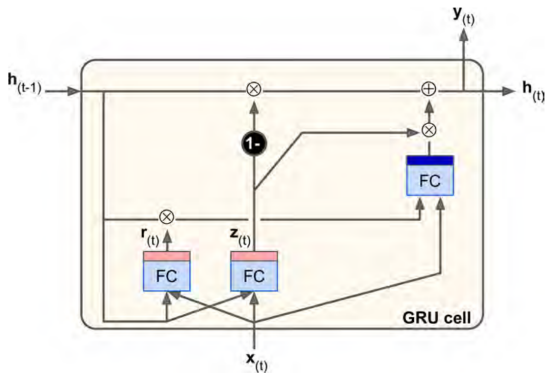 y(t)
h(t-1)
h(t)
1-
FC
r(t)
z(t)
FC
FC
GRU cell
x(t)